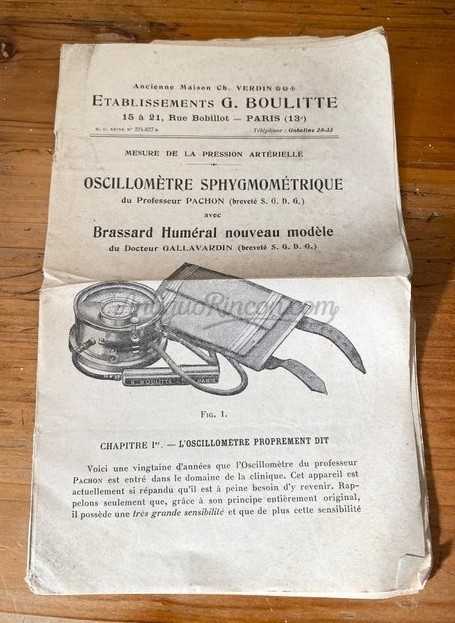 Ancienne Maison Ch. VERDIN
ETABLISSEMENTS G. BOULITTE
15 à 21, Rue Bobillot — PARIS (13e)
Téléphone : Gobelins
MESURE DE LA PRESSION ARTÉRIELLE
OSCILLOMÈTRE SPHYGMOMÉTRIQUE
du Professeur PACHON (breveté S. G. D. G.)
avec
Brassard Huméral nouveau modèle
du Docteur GALLAVARDIN (breveté S. G. D. G.)
AntiguoRincon.com
G. BOULITTE PARIS
FIG. 1.
CHAPITRE Ier. — L'OSCILLOMÈTRE PROPREMENT DIT
Voici une vingtaine d'années que l'Oscillomètre du professeur
PACHON est entré dans le domaine de la clinique. Cet appareil est
actuellement si répandu qu'il est à peine besoin d'y revenir. Rap-
pelons seulement que, grâce à son principe entièrement original,
il possède une très grande sensibilité et que de plus cette sensibilité